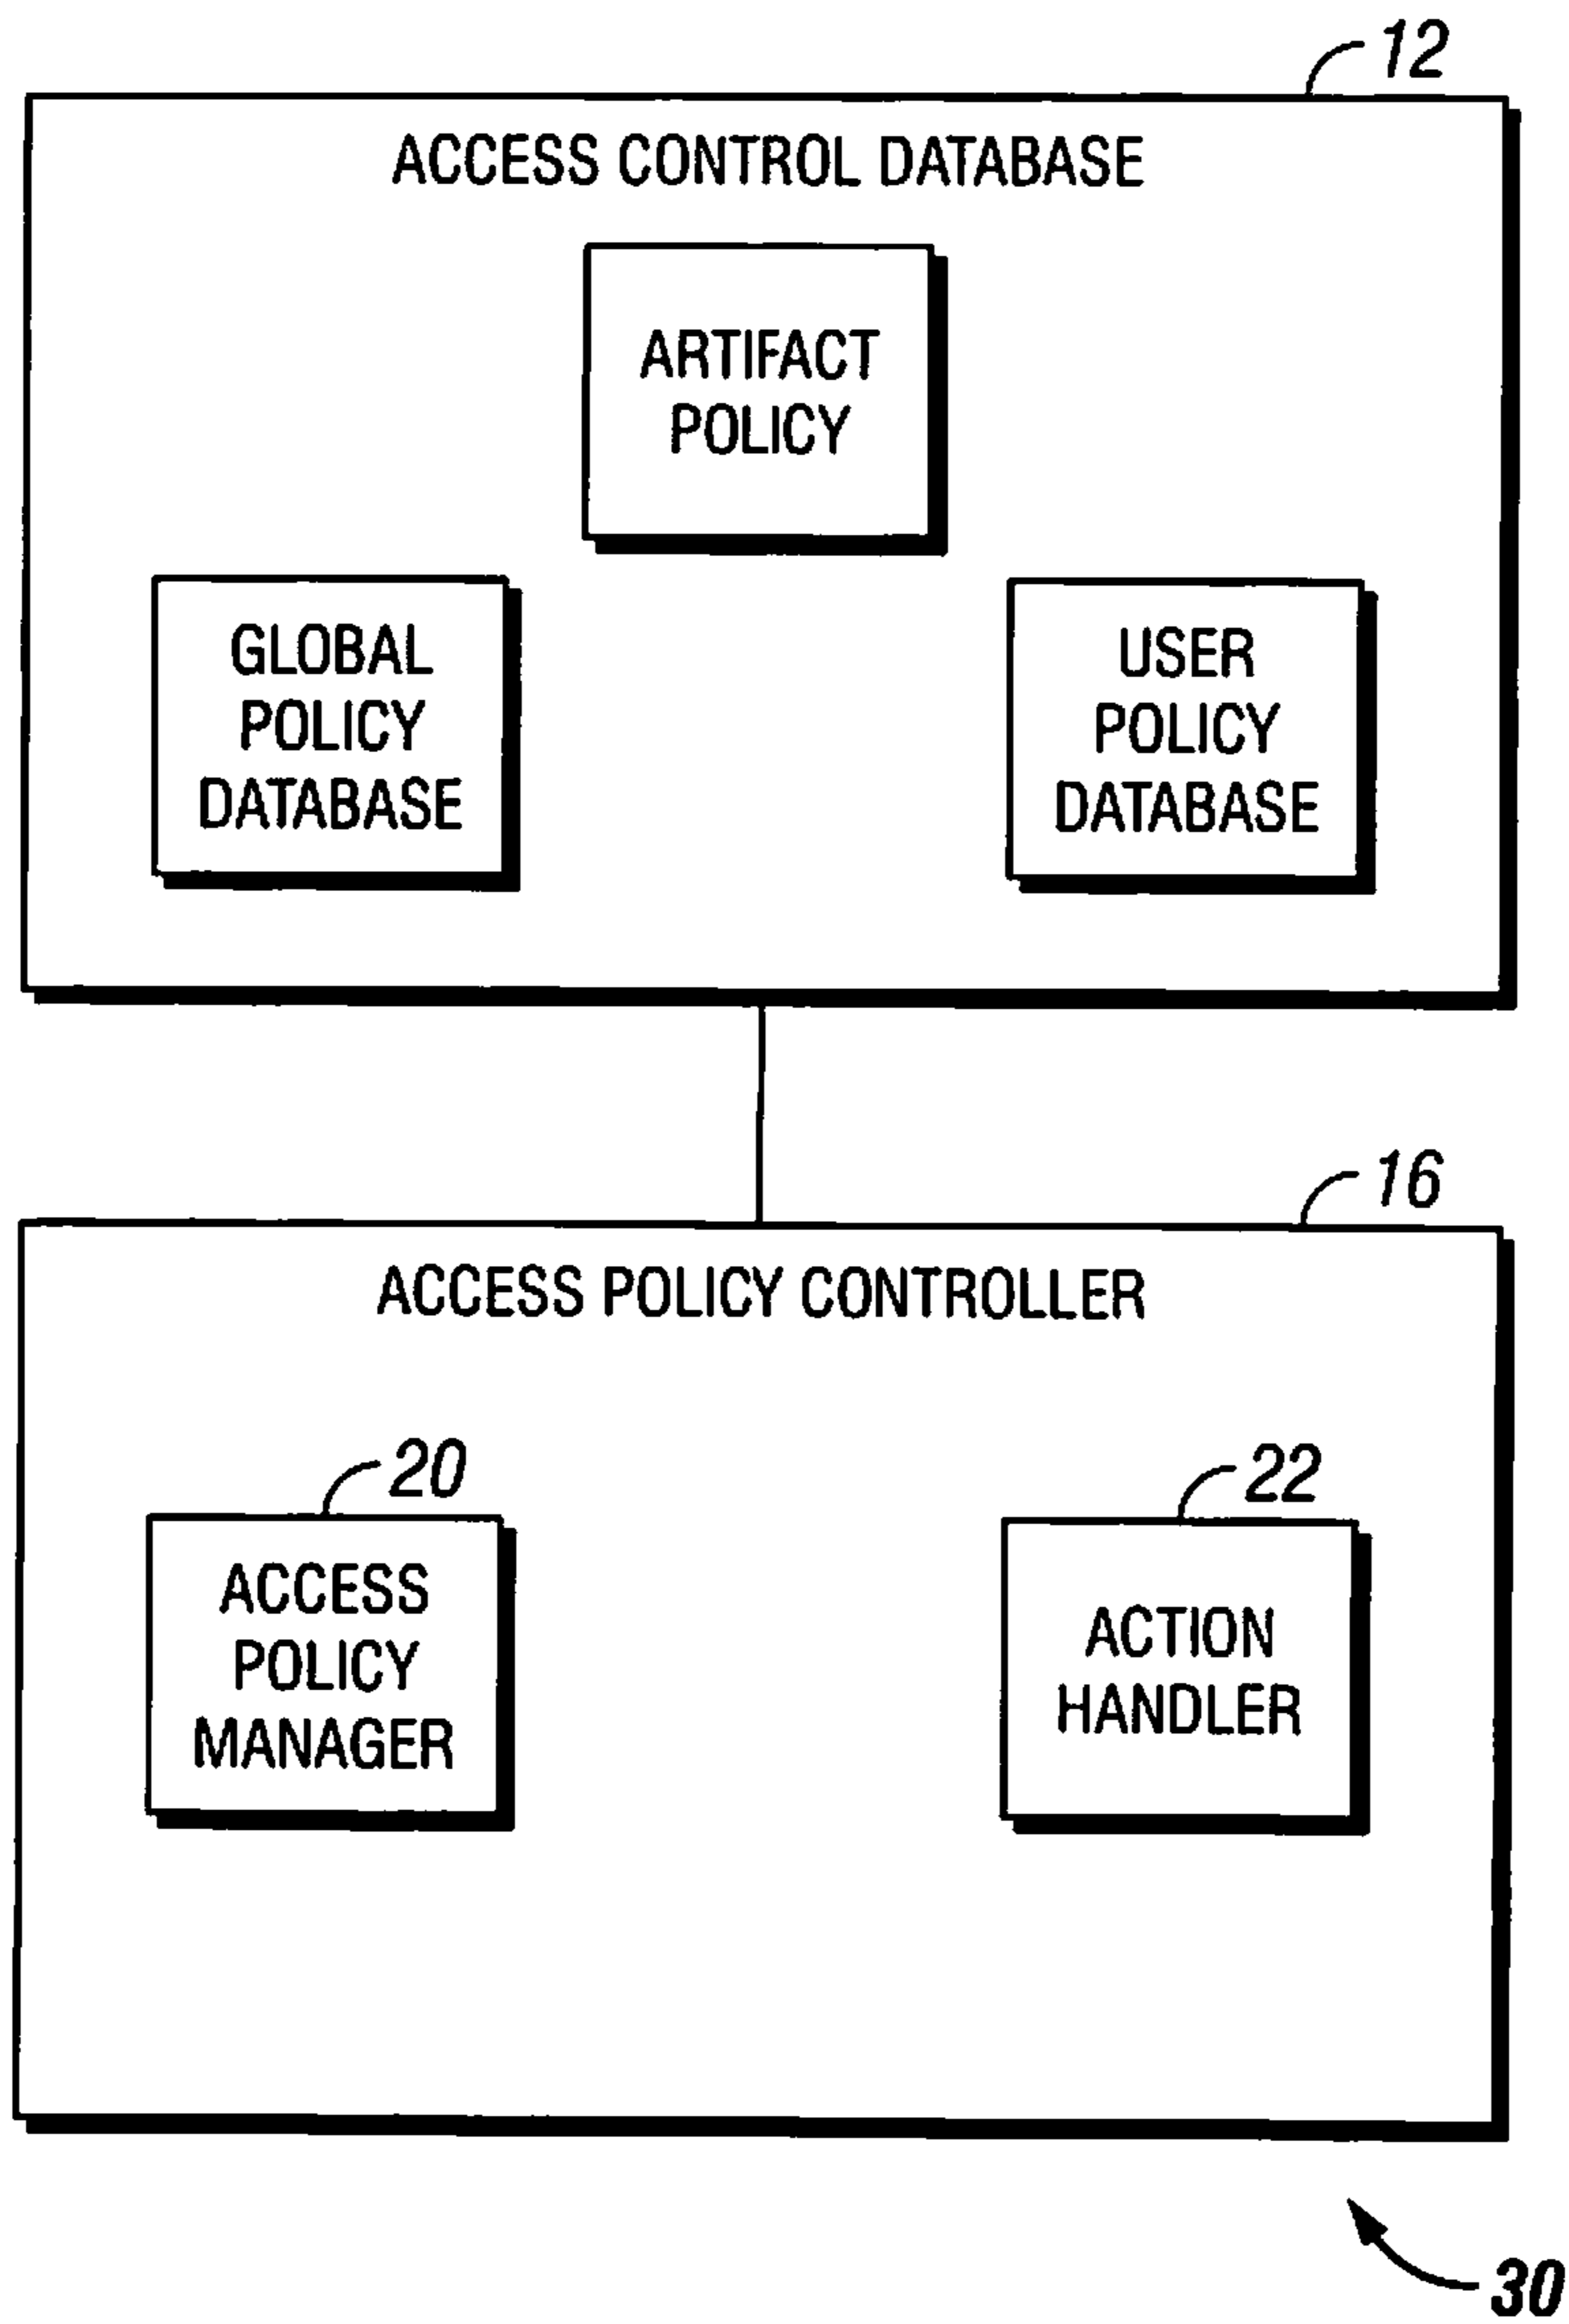 12
ACCESS CONTROL DATABASE
ARTIFACT
POLICY
GLOBAL
POLICY
DATABASE
USER
POLICY
DATABASE
16
ACCESS POLICY CONTROLLER
20
ACCESS
POLICY
MANAGER
22
ACTION
HANDLER
30